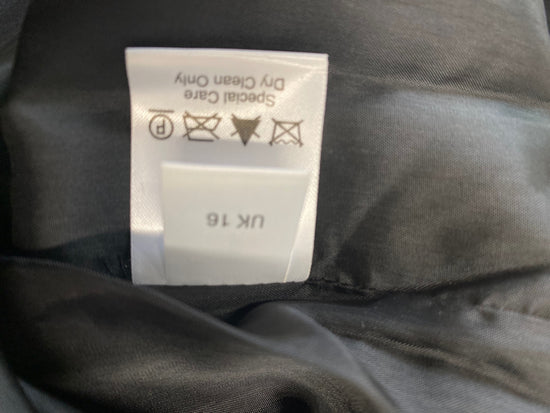 UK 16
P
Special Care
Dry Clean Only